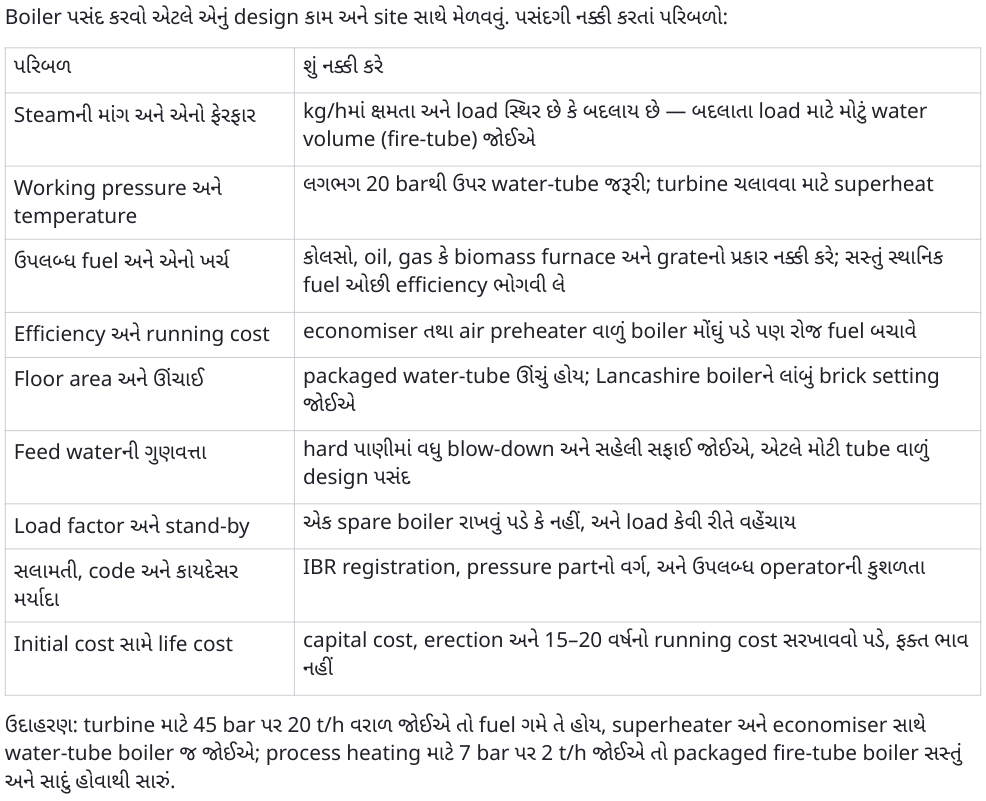 Boiler પસંદ કરવો એટલે એનું design કામ અને site સાથે મેળવવું. પસંદગી નક્કી કરતાં પરિબળો:
પરિબળ
શું નક્કી કરે
Steamની માંગ અને એનો ફેરફાર
kg/hમાં ક્ષમતા અને load સ્થિર છે કે બદલાય છે — બદલાતા load માટે મોટું water
volume (fire-tube) જોઈએ
Working pressure અને
temperature
લગભગ 20 barથી ઉપર water-tube જરૂરી; turbine ચલાવવા માટે superheat
ઉપલબ્ધ fuel અને એનો ખર્ચ
કોલસો, oil, gas કે biomass furnace અને grateનો પ્રકાર નક્કી કરે; સસ્તું સ્થાનિક
fuel ઓછી efficiency ભોગવી લે
Efficiency અને running cost
economiser તથા air preheater વાળું boiler મોંઘું પડે પણ રોજ fuel બચાવે
Floor area અને ઊંચાઈ
packaged water-tube ઊંચું હોય; Lancashire boilerને લાંબું brick setting
જોઈએ
Feed waterની ગુણવત્તા
hard પાણીમાં વધુ blow-down અને સહેલી સફાઈ જોઈએ, એટલે મોટી tube વાળું
design પસંદ
Load factor અને stand-by
એક spare boiler રાખવું પડે કે નહીં, અને load કેવી રીતે વહેંચાય
સલામતી, code અને કાયદેસર
મર્યાદા
IBR registration, pressure partનો વર્ગ, અને ઉપલબ્ધ operatorની કુશળતા
Initial cost સામે life cost
capital cost, erection અને 15–20 વર્ષનો running cost સરખાવવો પડે, ફક્ત ભાવ
નહીં
ઉદાહરણ: turbine માટે 45 bar પર 20 t/h વરાળ જોઈએ તો fuel ગમે તે હોય, superheater અને economiser સાથે
water-tube boiler જ જોઈએ; process heating માટે 7 bar પર 2 t/h જોઈએ તો packaged fire-tube boiler સસ્તું
અને સાદું હોવાથી સારું.